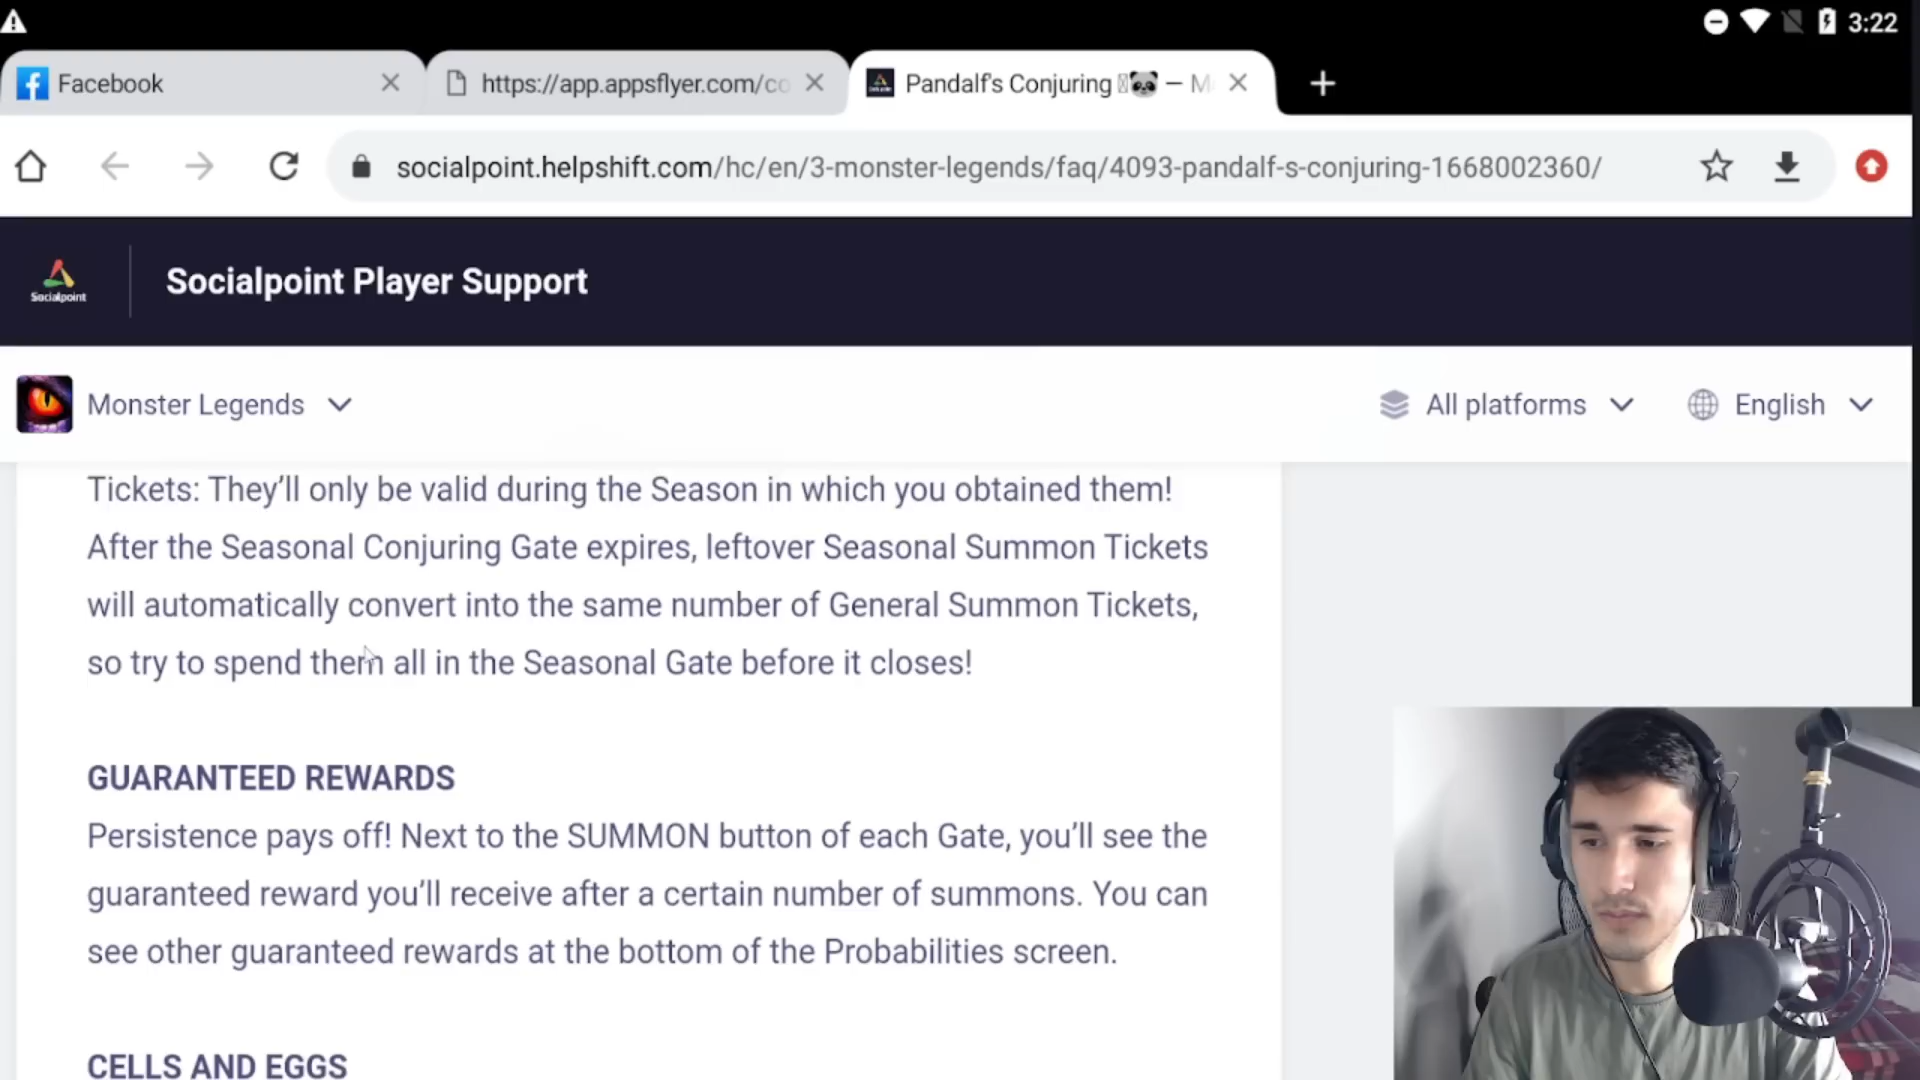 3:22
Facebook
https://app.appsflyer.com/co
Pandalf's Conjuring 🐼 – M
socialpoint.helpshift.com/hc/en/3-monster-legends/faq/4093-pandalf-s-conjuring-1668002360/
Socialpoint
Socialpoint Player Support
Monster Legends
All platforms
English
Tickets: They’ll only be valid during the Season in which you obtained them!
After the Seasonal Conjuring Gate expires, leftover Seasonal Summon Tickets
will automatically convert into the same number of General Summon Tickets,
so try to spend them all in the Seasonal Gate before it closes!
GUARANTEED REWARDS
Persistence pays off! Next to the SUMMON button of each Gate, you’ll see the
guaranteed reward you’ll receive after a certain number of summons. You can
see other guaranteed rewards at the bottom of the Probabilities screen.
CELLS AND EGGS